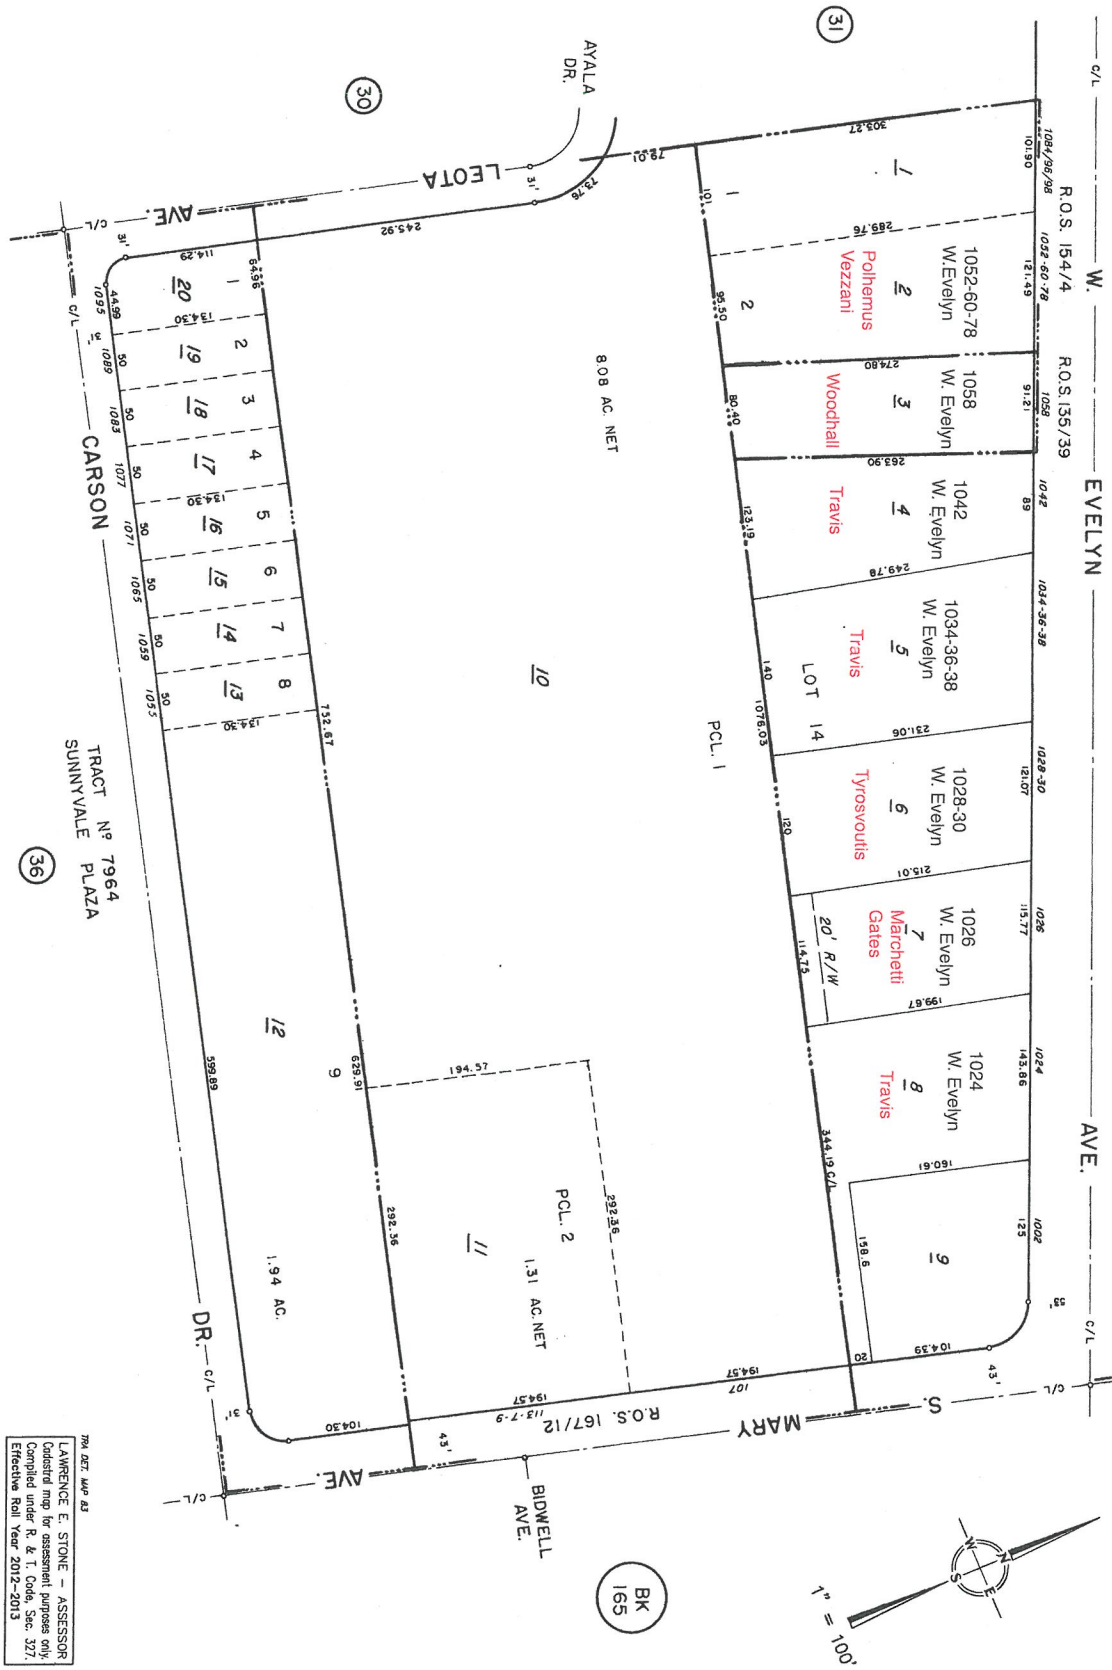 C/L
W.
EVELYN
AVE.
C/L
31
1084/96/98
101.90
R.O.S. 154/4
1052-60-78
121.49
R.O.S. 135/39
1058
91.21
1042
89
1034-36-38
1028-30
121.07
1026
115.77
1024
143.86
1002
125
53'
303.27
1
289.76
1052-60-78
W.Evelyn
2
Polhemus
Vezzani
274.80
1058
W. Evelyn
3
Woodhall
263.90
1042
W. Evelyn
4
Travis
249.78
1034-36-38
W. Evelyn
5
Travis
231.06
1028-30
W. Evelyn
6
Tyrosvoutis
215.01
1026
W. Evelyn
7
Marchetti
Gates
20' R/W
199.67
1024
W. Evelyn
8
Travis
160.61
9
158.6
104.39
43'
20
C/L
AYALA
DR.
30
79.01
73.76
31'
101
1
95.50
2
80.40
123.19
140
LOT 14
1076.03
120
114.75
344.19 C/L
LEOTA
AVE.
C/L
245.92
8.08 AC. NET
10
PCL. 1
194.57
292.36
PCL. 2
1.31 AC. NET
11
194.57
107
194.57
113-7-9
R.O.S. 167/12
S.
MARY
AVE.
C/L
43'
BIDWELL
AVE.
BK
165
N
E
S
W
1" = 100'
114.29
31'
64.96
752.67
629.91
292.36
1
20
134.30
2
19
3
18
4
17
134.30
5
16
6
15
7
14
8
13
134.30
12
9
1.94 AC.
104.30
31'
44.99
1095
31'
50
1089
50
1083
50
1077
50
1071
50
1065
50
1059
50
1055
599.89
C/L
CARSON
DR.
C/L
TRACT Nº 7964
SUNNYVALE PLAZA
36
TRA DET. MAP 83
LAWRENCE E. STONE - ASSESSOR
Cadastral map for assessment purposes only.
Compiled under R. & T. Code, Sec. 327.
Effective Roll Year 2012-2013